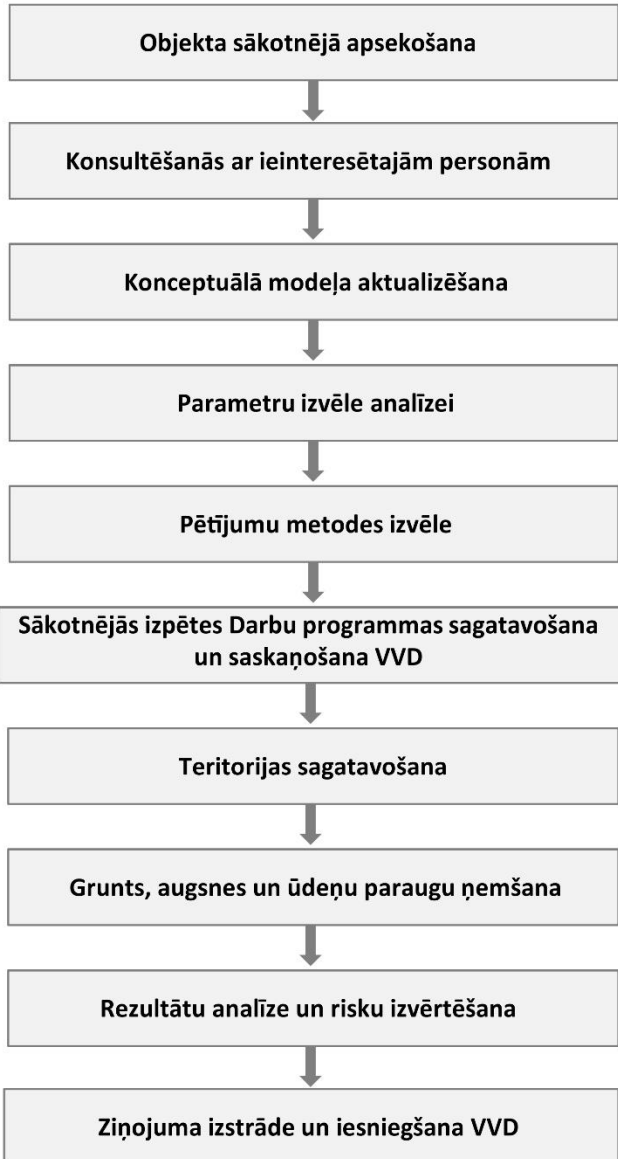 Objekta sākotnējā apsekošana
Konsultēšanās ar ieinteresētajām personām
Konceptuālā modeļa aktualizēšana
Parametru izvēle analīzei
Pētījumu metodes izvēle
Sākotnējās izpētes Darbu programmas sagatavošana
un saskaņošana VVD
Teritorijas sagatavošana
Grunts, augsnes un ūdeņu paraugu ņemšana
Rezultātu analīze un risku izvērtēšana
Ziņojuma izstrāde un iesniegšana VVD